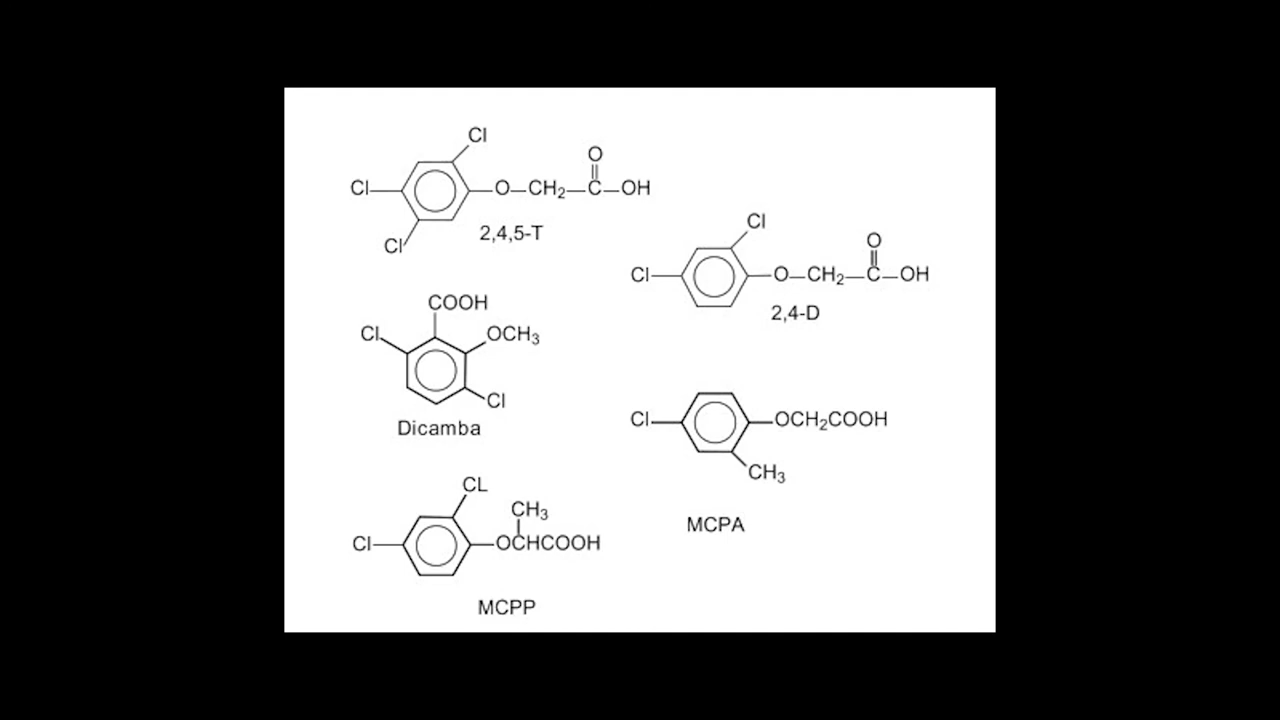 Cl
O
Cl O CH₂ C OH
Cl
2,4,5-T
Cl
O
Cl O CH₂ C OH
2,4-D
COOH
Cl OCH₃
Cl
Dicamba
Cl OCH₂COOH
CH₃
MCPA
CL
CH₃
Cl OCHCOOH
MCPP